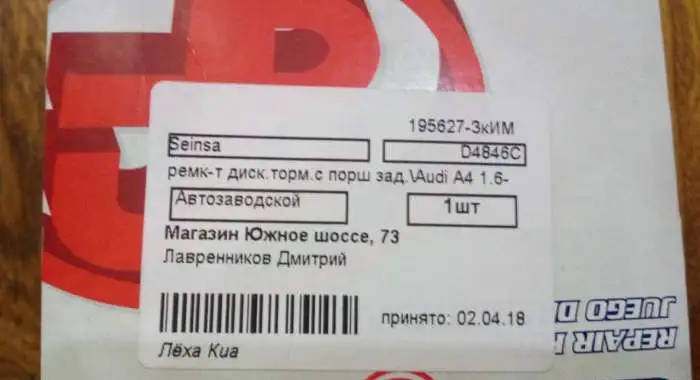 195627-ЗкИМ
Seinsa D4846C
ремк-т диск.торм.с порш зад.\Audi A4 1.6-
Автозаводской 1шт
Магазин Южное шоссе, 73
Лавренников Дмитрий
принято: 02.04.18
Лёха Киа
REPAIR
JUEGO D